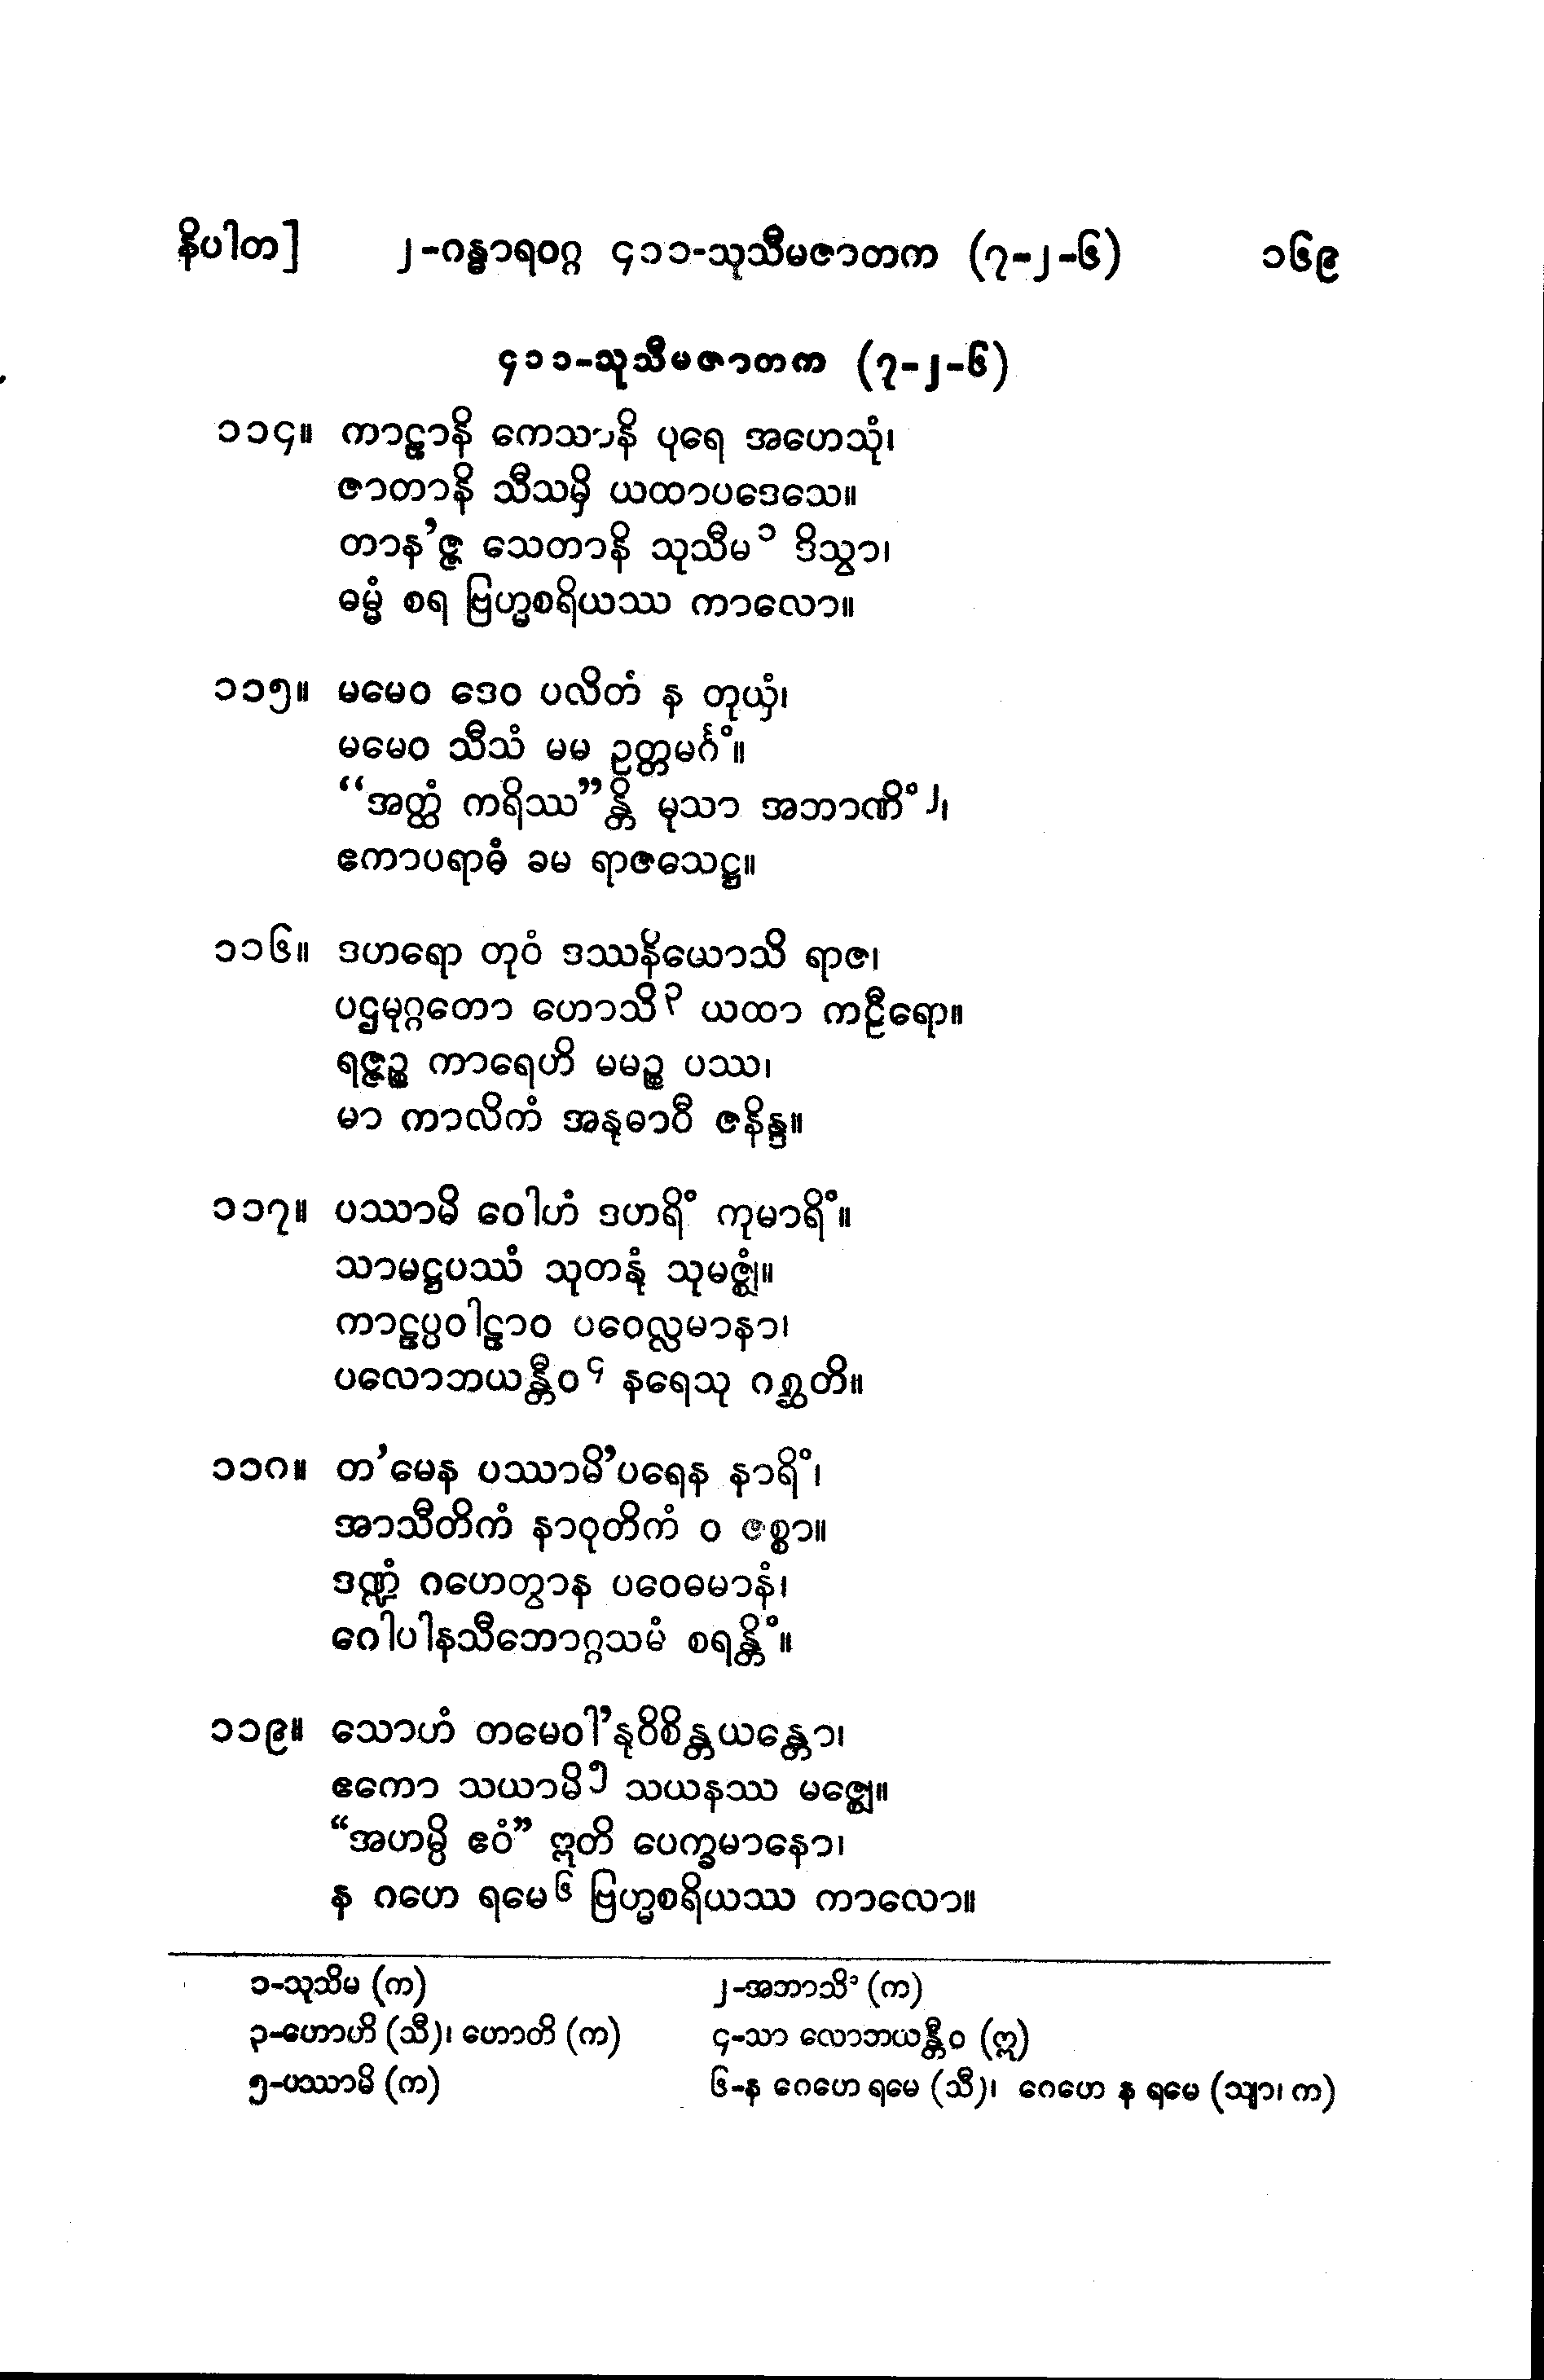 နိပါတ]  ၂-ဂန္ဓာရဝဂ္ဂ ၄၁၁-သုသီမဇာတက (၇-၂-၆)  ၁၆၉
၄၁၁-သုသီမဇာတက (၇-၂-၆)
၁၁၄။ ကာဠာနိ ကေသာနိ ပုရေ အဟေသုံ၊
ဇာတာနိ သီသမှိ ယထာပဒေသေ။
တာန’ဇ္ဇ သေတာနိ သုသီမ ၁ ဒိသွာ၊
ဓမ္မံ စရ ဗြဟ္မစရိယဿ ကာလော။
၁၁၅။ မမေဝ ဒေဝ ပလိတံ န တုယှံ၊
မမေဝ သီသံ မမ ဥတ္တမင်္ဂံ။
“အတ္ထံ ကရိဿ”န္တိ မုသာ အဘာဏိံ ၂၊
ဧကာပရာဓံ ခမ ရာဇသေဋ္ဌ။
၁၁၆။ ဒဟရော တုဝံ ဒဿနိယောသိ ရာဇ၊
ပဌမုဂ္ဂတော ဟောသိ ၃ ယထာ ကဠီရော။
ရဇ္ဇဉ္စ ကာရေဟိ မမဉ္စ ပဿ၊
မာ ကာလိကံ အနုဓာဝီ ဇနိန္ဒ။
၁၁၇။ ပဿာမိ ဝေါဟံ ဒဟရိံ ကုမာရိံ။
သာမဋ္ဌပဿံ သုတနုံ သုမဇ္ဈံ။
ကာဠပ္ပဝါဠာဝ ပဝေလ္လမာနာ၊
ပလောဘယန္တီဝ ၄ နရေသု ဂစ္ဆတိ။
၁၁၈။ တ’မေန ပဿာမိ’ပရေန နာရိံ၊
အာသီတိကံ နာဝုတိကံ ဝ ဇစ္စာ။
ဒဏ္ဍံ ဂဟေတွာန ပဝေဓမာနံ၊
ဂေါပါနသီဘောဂ္ဂသမံ စရန္တိံ။
၁၁၉။ သောဟံ တမေဝါ’နုဝိစိန္တယန္တော၊
ဧကော သယာမိ ၅ သယနဿ မဇ္ဈေ။
“အဟမ္ပိ ဧဝံ” ဣတိ ပေက္ခမာနော၊
န ဂဟေ ရမေ ၆ ဗြဟ္မစရိယဿ ကာလော။
၁-သုသိမ (က)  ၂-အဘာသိံ (က)
၃-ဟောဟိ (သီ)၊ ဟောတိ (က)  ၄-သာ လောဘယန္တီဝ (ဣ)
၅-ပဿာမိ (က)  ၆-န ဂေဟေ ရမေ (သီ)၊ ဂေဟေ န ရမေ (သျာ၊ က)